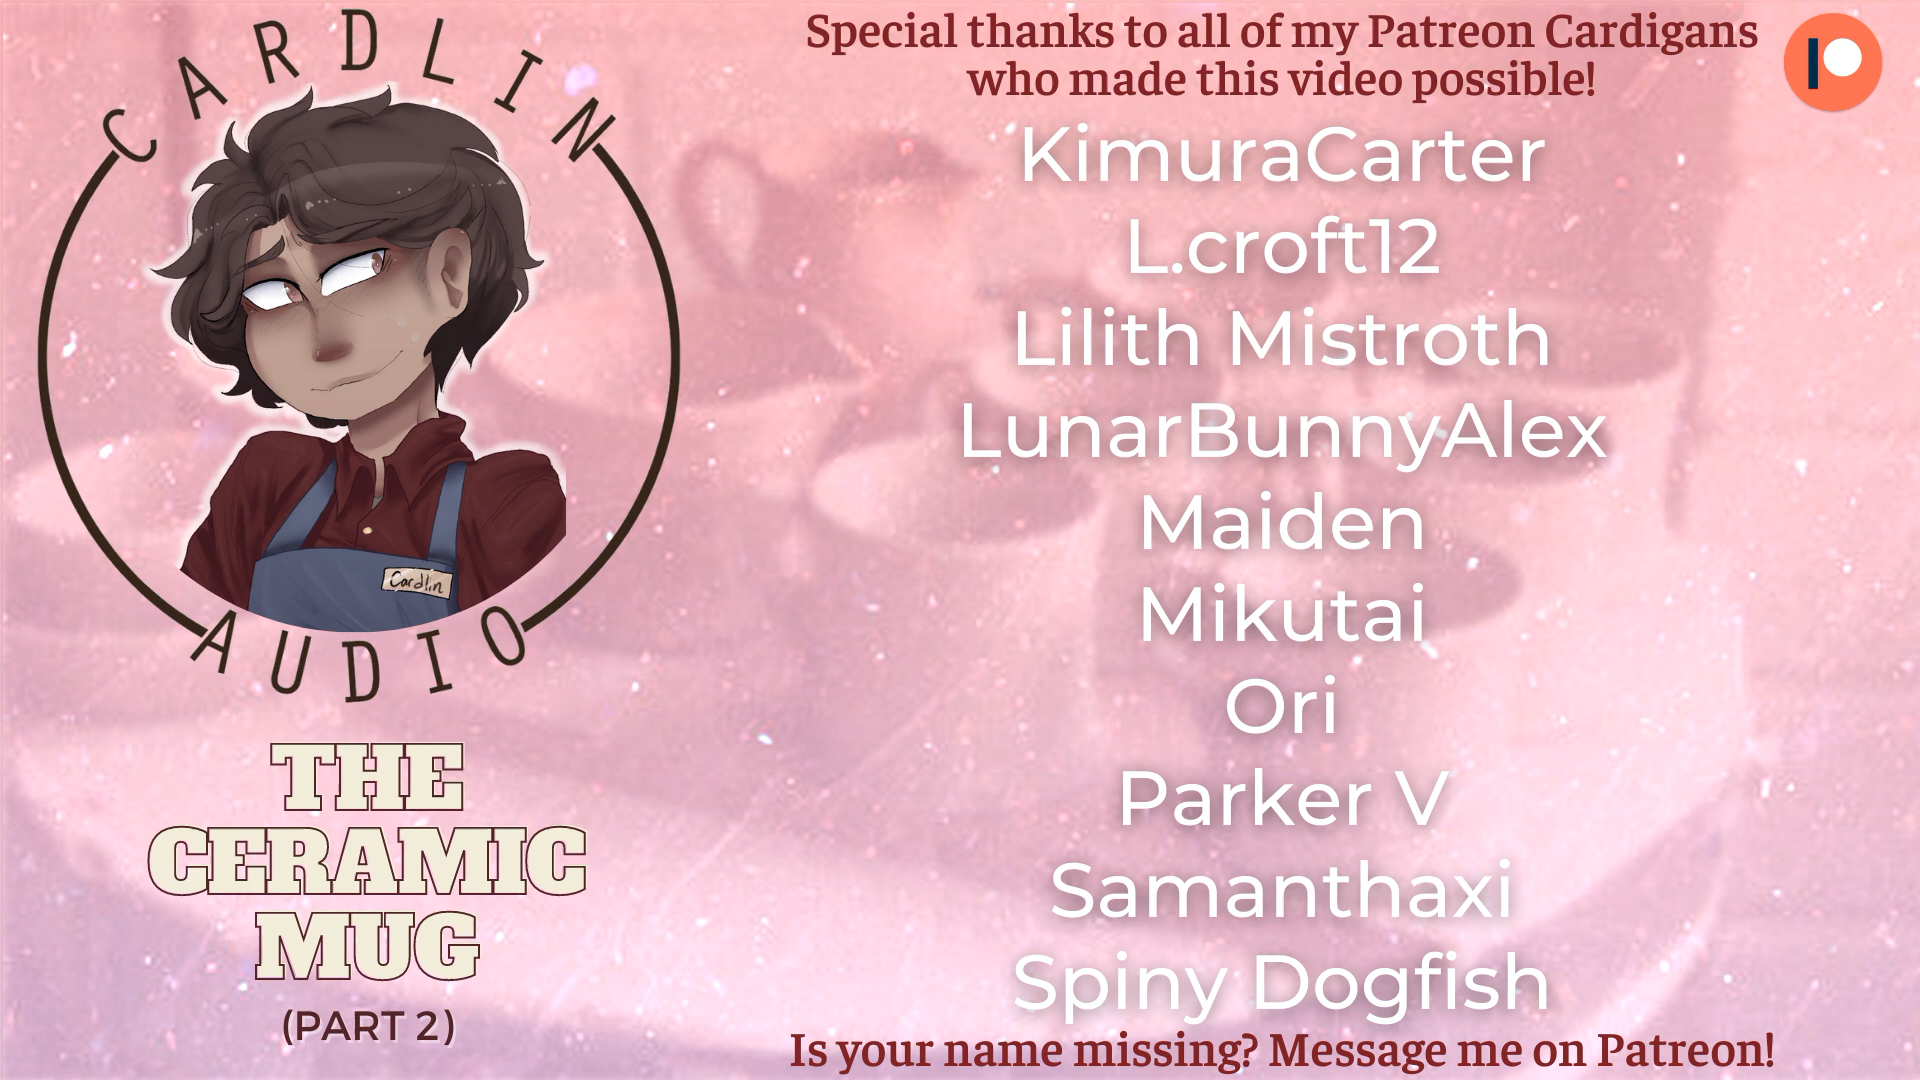 CARDLIN
Cardlin
AUDIO
THE
CERAMIC
MUG
(PART 2)
Special thanks to all of my Patreon Cardigans
who made this video possible!
KimuraCarter
L.croft12
Lilith Mistroth
LunarBunnyAlex
Maiden
Mikutai
Ori
Parker V
Samanthaxi
Spiny Dogfish
Is your name missing? Message me on Patreon!